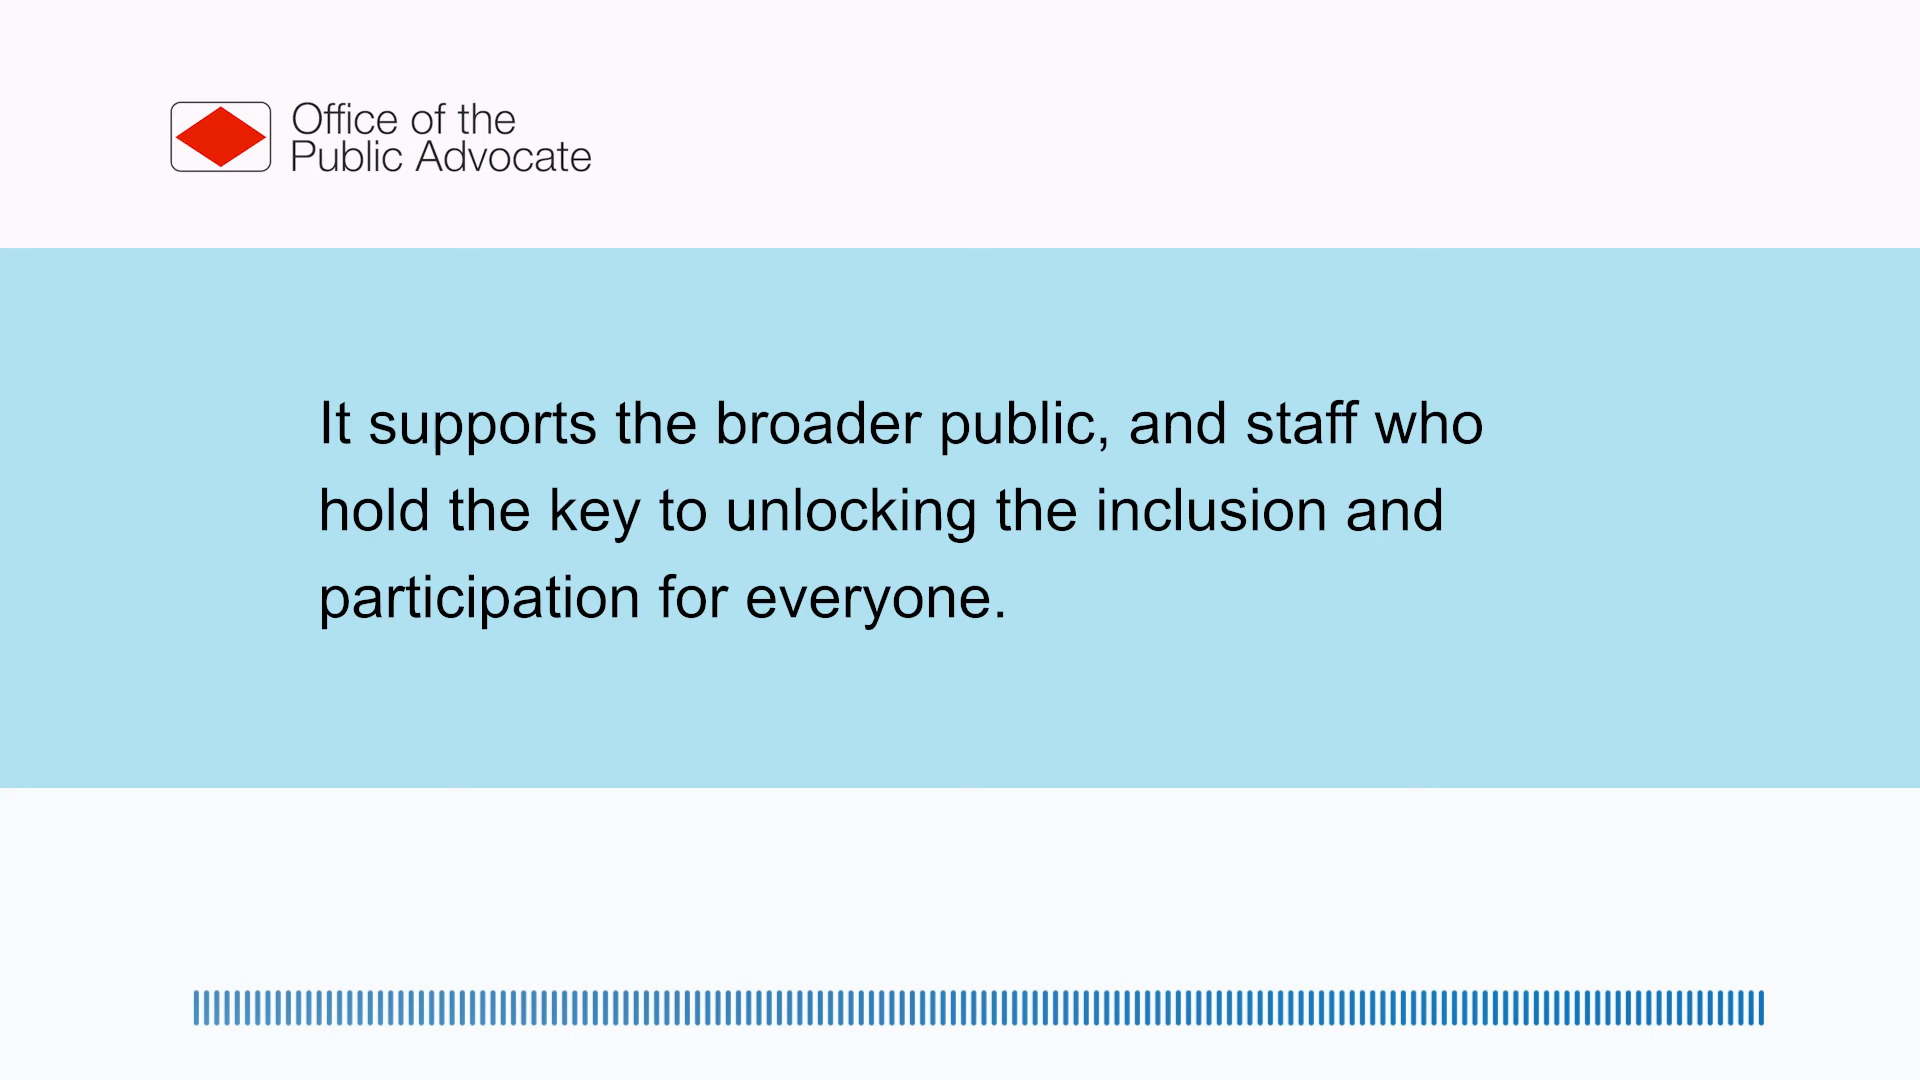 Office of the
Public Advocate
It supports the broader public, and staff who
hold the key to unlocking the inclusion and
participation for everyone.